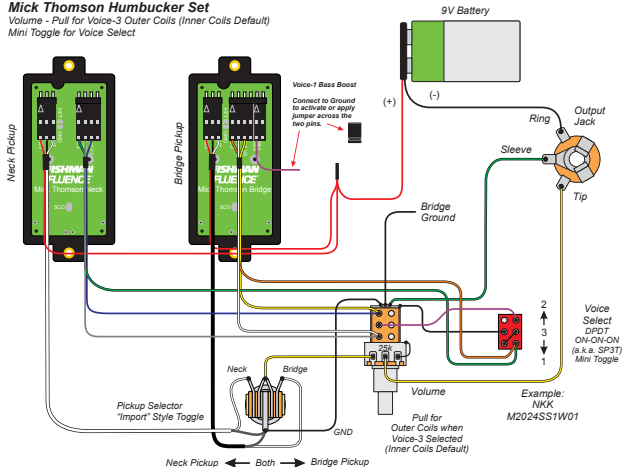 Mick Thomson Humbucker Set
Volume - Pull for Voice-3 Outer Coils (Inner Coils Default)
Mini Toggle for Voice Select
9V Battery
(+)
(-)
Ring
Output
Jack
Sleeve
Tip
Neck Pickup
FISHMAN
FLUENCE
Mick Thomson Neck
SCO
GND
Bridge Pickup
FISHMAN
FLUENCE
Mick Thomson Bridge
SCO
GND
Voice-1 Bass Boost
Connect to Ground
to activate or apply
jumper across the
two pins.
Bridge
Ground
2
3
1
Voice
Select
DPDT
ON-ON-ON
(a.k.a. SP3T)
Mini Toggle
Example:
NKK
M2024SS1W01
25k
Volume
Pull for
Outer Coils when
Voice-3 Selected
(Inner Coils Default)
Neck
Bridge
Pickup Selector
"Import" Style Toggle
GND
Neck Pickup
Both
Bridge Pickup